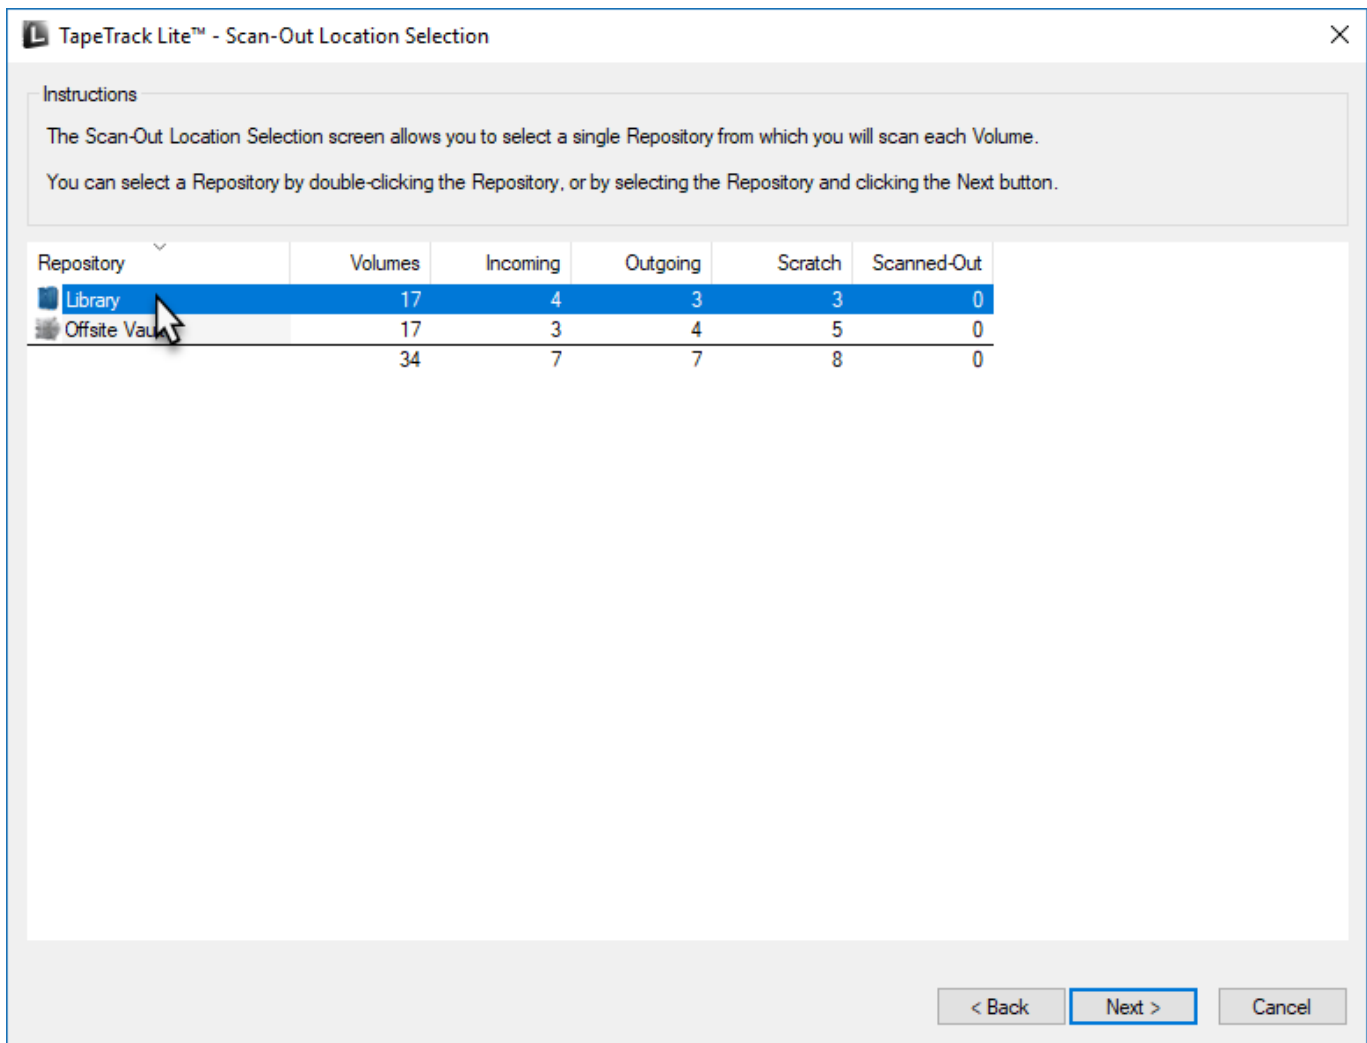 TapeTrack Lite™ - Scan-Out Location Selection
Instructions
The Scan-Out Location Selection screen allows you to select a single Repository from which you will scan each Volume.
You can select a Repository by double-clicking the Repository, or by selecting the Repository and clicking the Next button.
Repository Volumes Incoming Outgoing Scratch Scanned-Out
Library 17 4 3 3 0
Offsite 17 3 4 5 0
34 7 7 8 0
< Back Next > Cancel